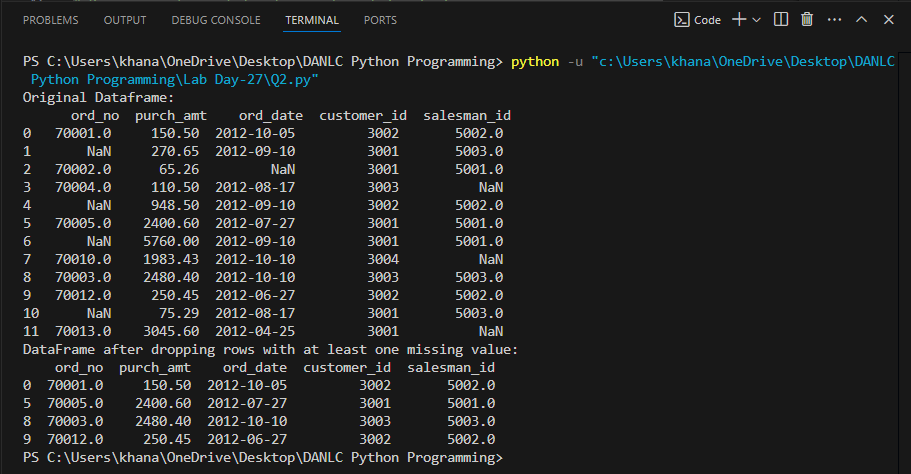 PROBLEMS OUTPUT DEBUG CONSOLE TERMINAL PORTS Code
PS C:\Users\khana\OneDrive\Desktop\DANLC Python Programming> python -u "c:\Users\khana\OneDrive\Desktop\DANLC
Python Programming\Lab Day-27\Q2.py"
Original Dataframe:
ord_no purch_amt ord_date customer_id salesman_id
0 70001.0 150.50 2012-10-05 3002 5002.0
1 NaN 270.65 2012-09-10 3001 5003.0
2 70002.0 65.26 NaN 3001 5001.0
3 70004.0 110.50 2012-08-17 3003 NaN
4 NaN 948.50 2012-09-10 3002 5002.0
5 70005.0 2400.60 2012-07-27 3001 5001.0
6 NaN 5760.00 2012-09-10 3001 5001.0
7 70010.0 1983.43 2012-10-10 3004 NaN
8 70003.0 2480.40 2012-10-10 3003 5003.0
9 70012.0 250.45 2012-06-27 3002 5002.0
10 NaN 75.29 2012-08-17 3001 5003.0
11 70013.0 3045.60 2012-04-25 3001 NaN
DataFrame after dropping rows with at least one missing value:
ord_no purch_amt ord_date customer_id salesman_id
0 70001.0 150.50 2012-10-05 3002 5002.0
5 70005.0 2400.60 2012-07-27 3001 5001.0
8 70003.0 2480.40 2012-10-10 3003 5003.0
9 70012.0 250.45 2012-06-27 3002 5002.0
PS C:\Users\khana\OneDrive\Desktop\DANLC Python Programming>